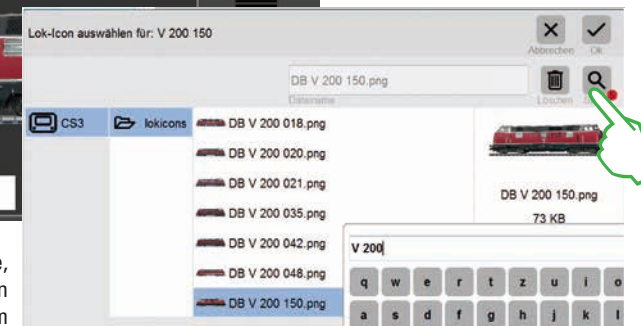 Lok-Icon auswählen für: V 200 150
Abbrechen
Ok
DB V 200 150.png
Dateiname
Löschen
CS3
lokicons
DB V 200 018.png
DB V 200 020.png
DB V 200 021.png
DB V 200 035.png
DB V 200 042.png
DB V 200 048.png
DB V 200 150.png
DB V 200 150.png
73 KB
V 200
q w e r t z u i o
a s d f g h j k l
e,
n